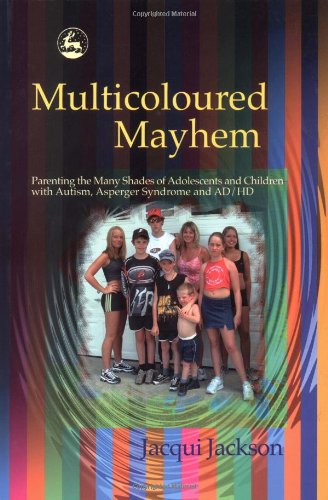 Multicoloured
Mayhem
Parenting the Many Shades of Adolescents and Children
with Autism, Asperger Syndrome and AD/HD
Jacqui Jackson